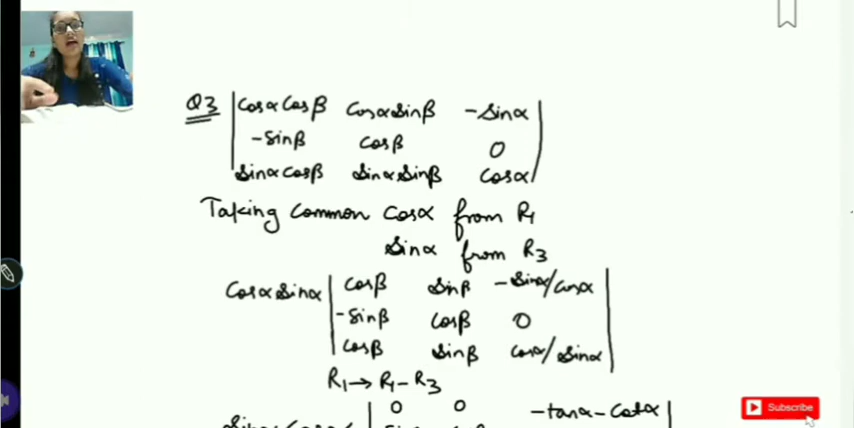 Q3 | cosα cosβ cosα sinβ -sinα |
| -sinβ cosβ 0 |
| sinα cosβ sinα sinβ cosα |
Taking Common cosα from R1
sinα from R3
cosα sinα | cosβ sinβ -sinα/cosα |
| -sinβ cosβ 0 |
| cosβ sinβ cosα/sinα |
R1→R1-R3
| 0 0 -tanα-cotα |
Subscribe